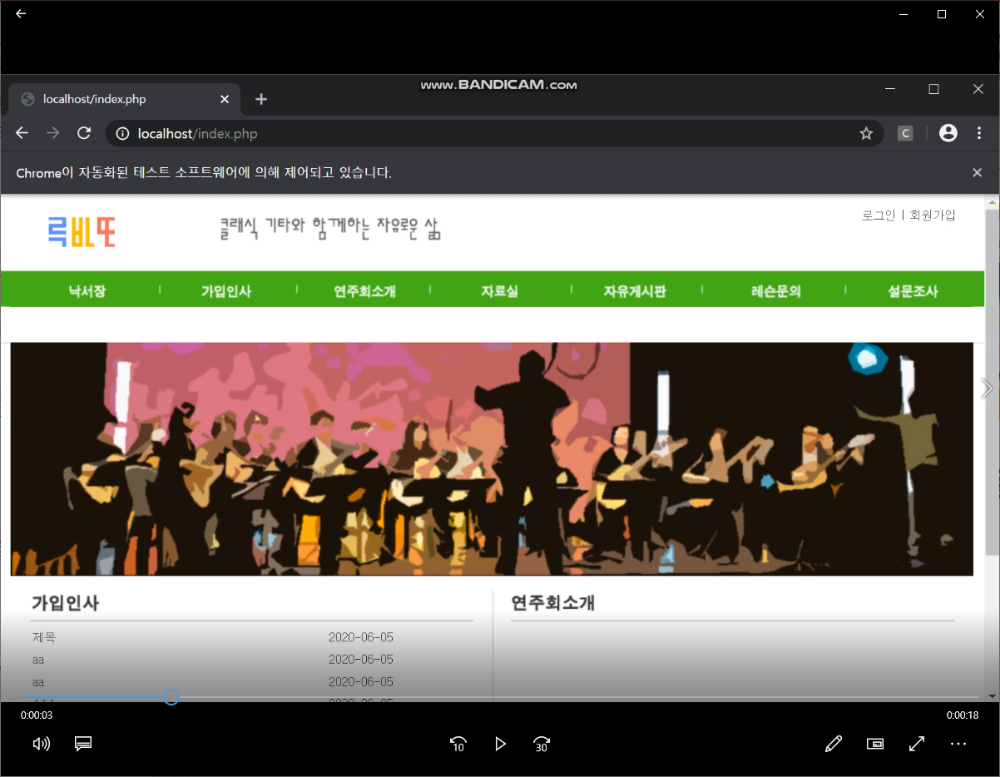 www.BANDICAM.com
localhost/index.php
localhost/index.php
C
Chrome이 자동화된 테스트 소프트웨어에 의해 제어되고 있습니다.
로그인 | 회원가입
클래식 기타와 함께하는 자유로운 삶
낙서장 | 가입인사 | 연주회소개 | 자료실 | 자유게시판 | 레슨문의 | 설문조사
가입인사
제목 2020-06-05
aa 2020-06-05
aa 2020-06-05
연주회소개
0:00:03
0:00:18
10
30